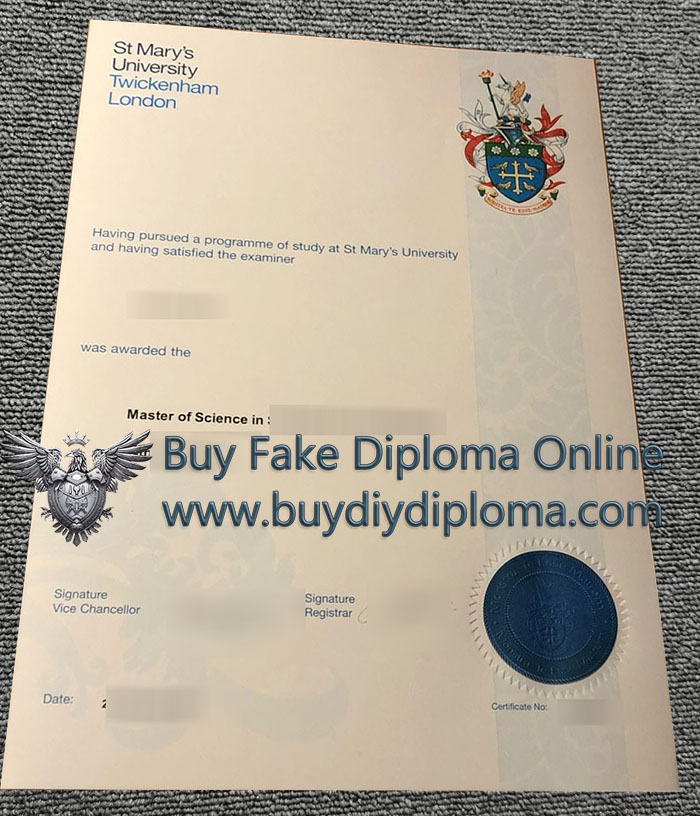 St Mary's
University
Twickenham
London
Having pursued a programme of study at St Mary's University
and having satisfied the examiner
was awarded the
Master of Science in
Buy Fake Diploma Online
www.buydiydiploma.com
Signature
Vice Chancellor
Signature
Registrar
Date: 2
Certificate No: